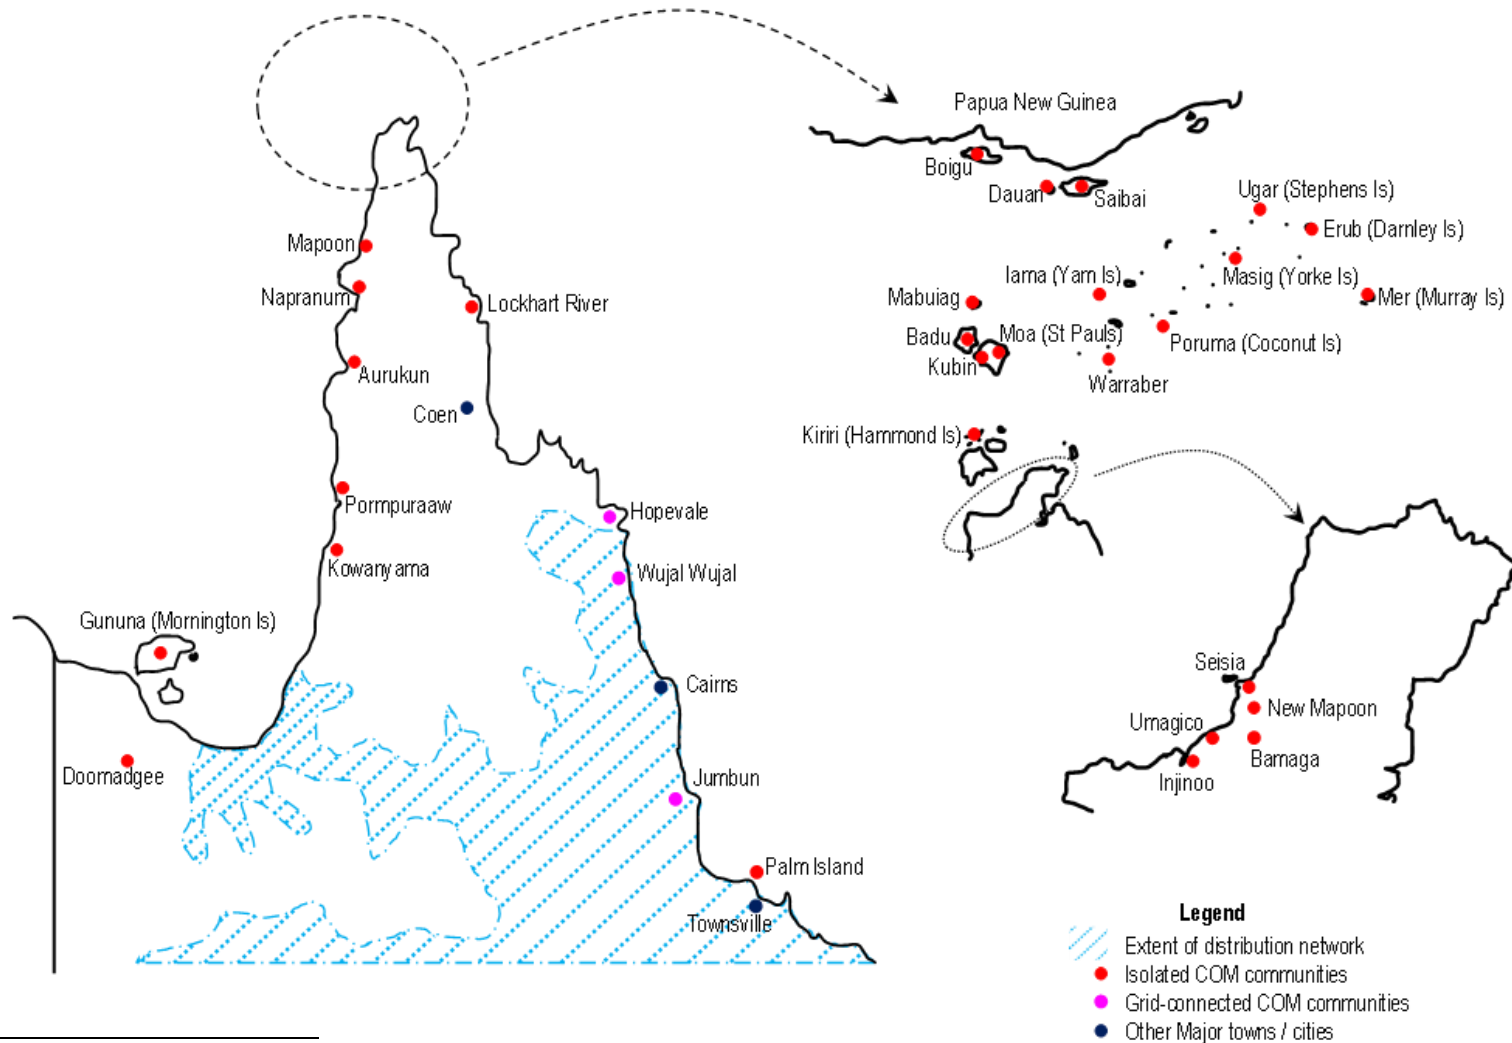 Papua New Guinea
Boigu
Dauan
Saibai
Ugar (Stephens Is)
Erub (Darnley Is)
Masig (Yorke Is)
Iama (Yam Is)
Mabuiag
Mer (Murray Is)
Badu
Moa (St Pauls)
Poruma (Coconut Is)
Kubin
Warraber
Kiriri (Hammond Is)
Mapoon
Napranum
Lockhart River
Aurukun
Coen
Pormpuraaw
Hopevale
Kowanyama
Wujal Wujal
Gununa (Mornington Is)
Cairns
Doomadgee
Jumbun
Palm Island
Townsville
Seisia
New Mapoon
Umagico
Bamaga
Injinoo
Legend
Extent of distribution network
Isolated COM communities
Grid-connected COM communities
Other Major towns / cities